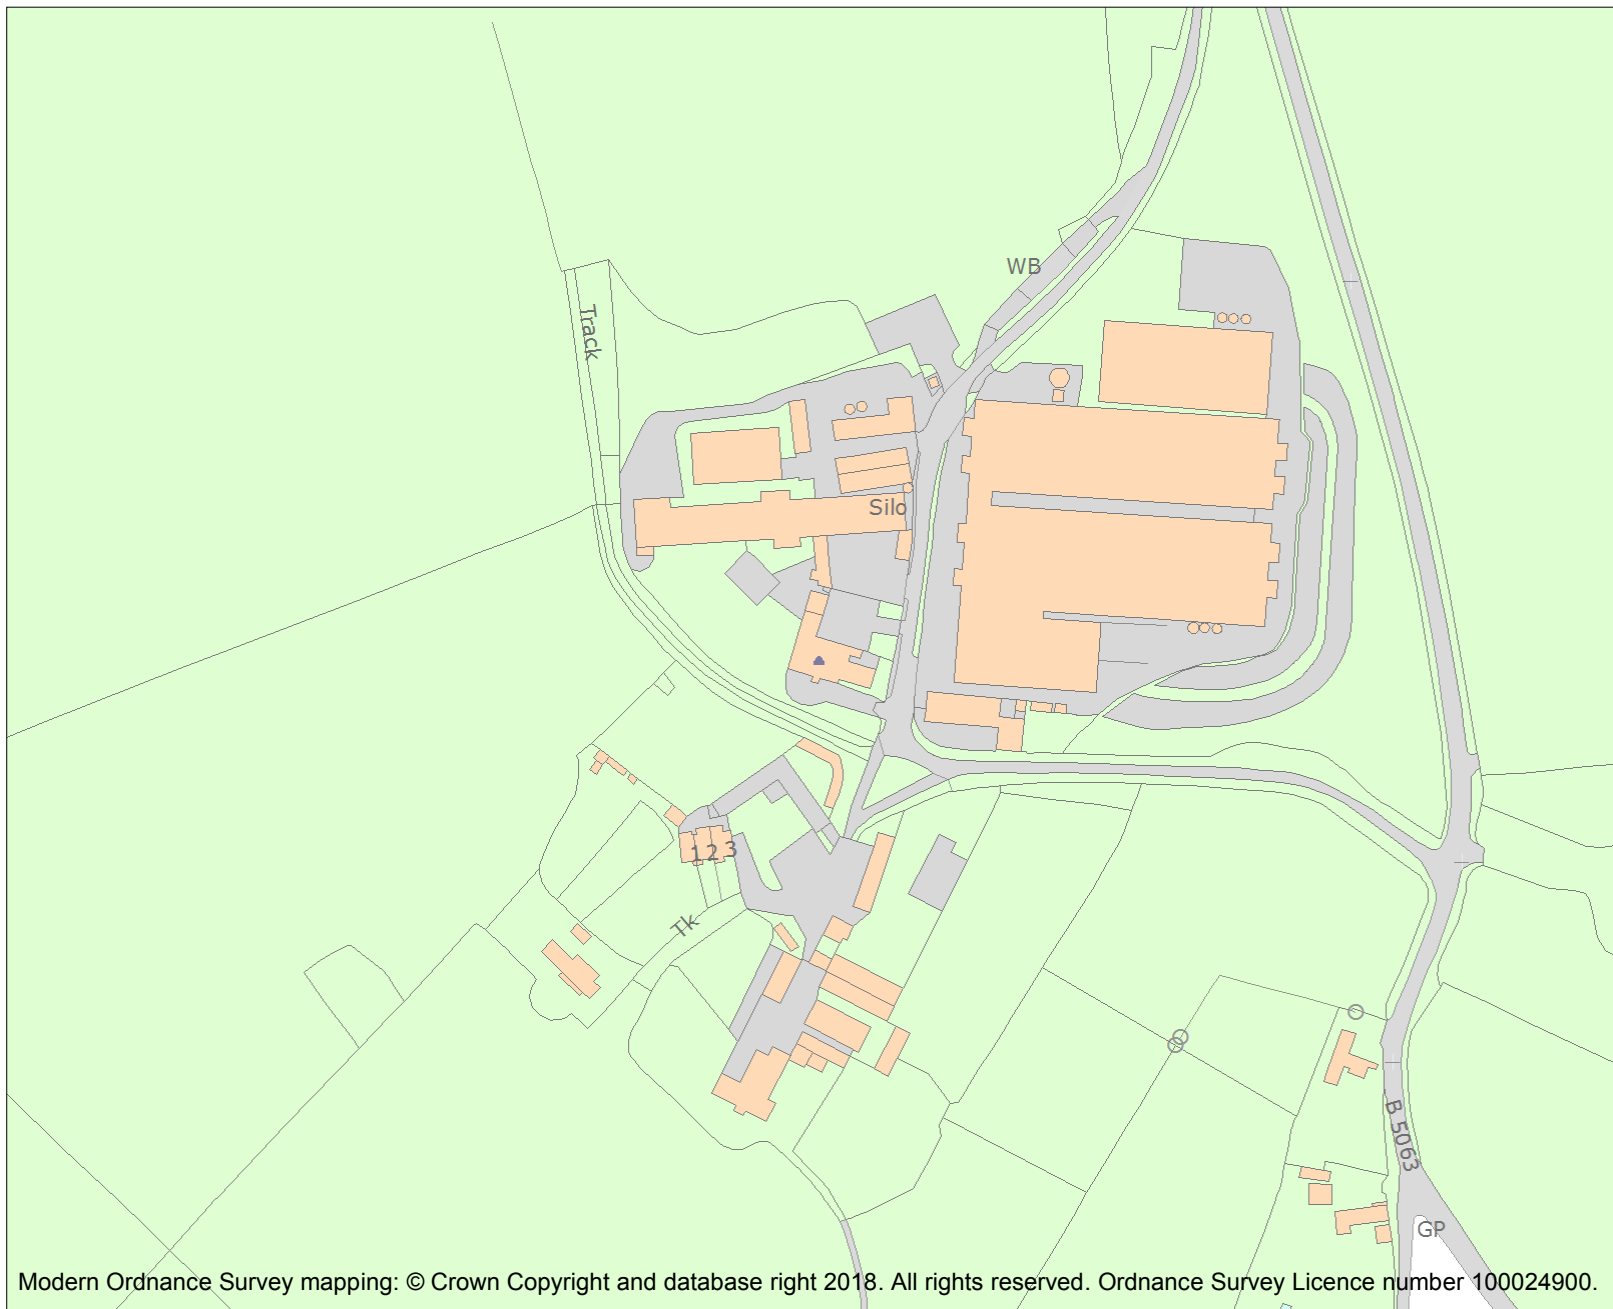 WB
Track
Silo
1 2 3
Tk
B 5063
GP
Modern Ordnance Survey mapping: © Crown Copyright and database right 2018. All rights reserved. Ordnance Survey Licence number 100024900.